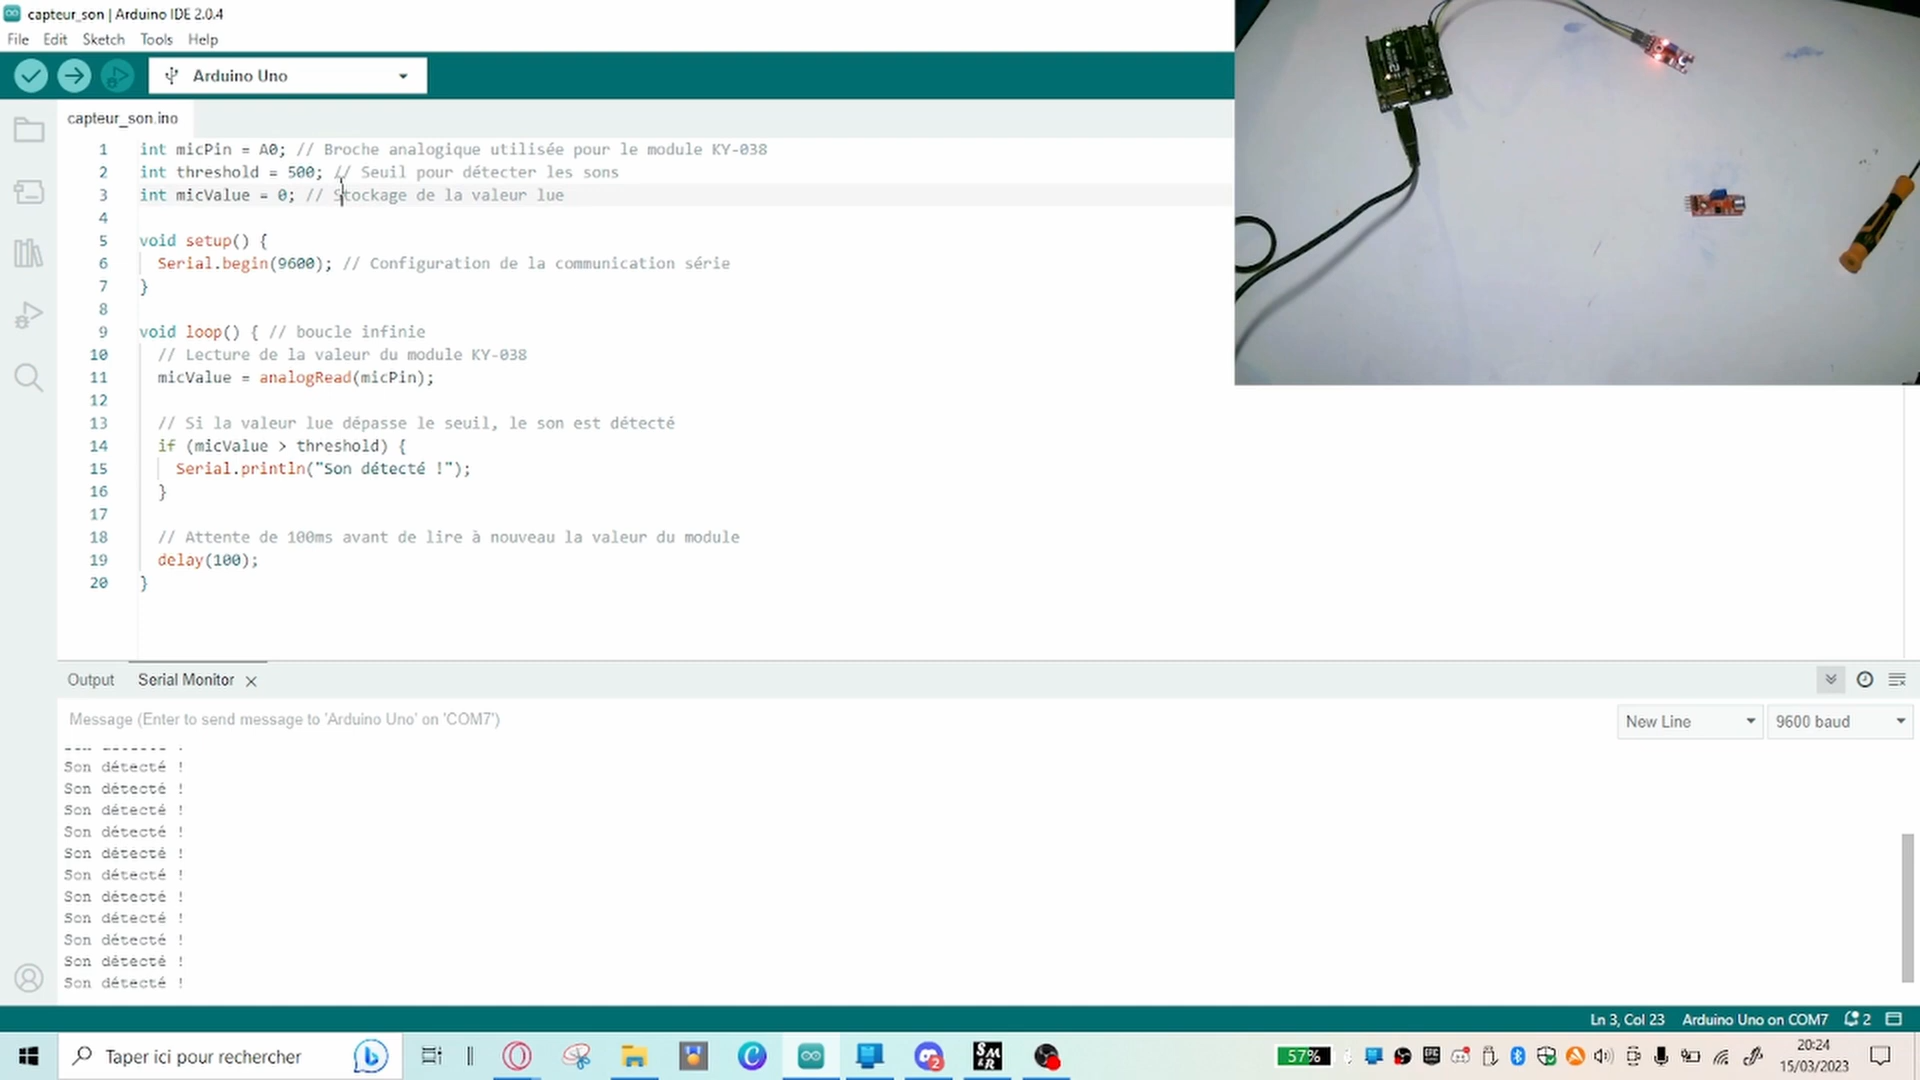 capteur_son | Arduino IDE 2.0.4
File Edit Sketch Tools Help
Arduino Uno
capteur_son.ino
1 int micPin = A0; // Broche analogique utilisée pour le module KY-038
2 int threshold = 500; // Seuil pour détecter les sons
3 int micValue = 0; // Stockage de la valeur lue
4
5 void setup() {
6 Serial.begin(9600); // Configuration de la communication série
7 }
8
9 void loop() { // boucle infinie
10 // Lecture de la valeur du module KY-038
11 micValue = analogRead(micPin);
12
13 // Si la valeur lue dépasse le seuil, le son est détecté
14 if (micValue > threshold) {
15 Serial.println("Son détecté !");
16 }
17
18 // Attente de 100ms avant de lire à nouveau la valeur du module
19 delay(100);
20 }
Output Serial Monitor
Message (Enter to send message to 'Arduino Uno' on 'COM7')
New Line 9600 baud
Son détecté !
Son détecté !
Son détecté !
Son détecté !
Son détecté !
Son détecté !
Son détecté !
Son détecté !
Son détecté !
Son détecté !
Son détecté !
Ln 3, Col 23 Arduino Uno on COM7 2
Taper ici pour rechercher
2
SM
&R
57%
EPIC
20:24
15/03/2023